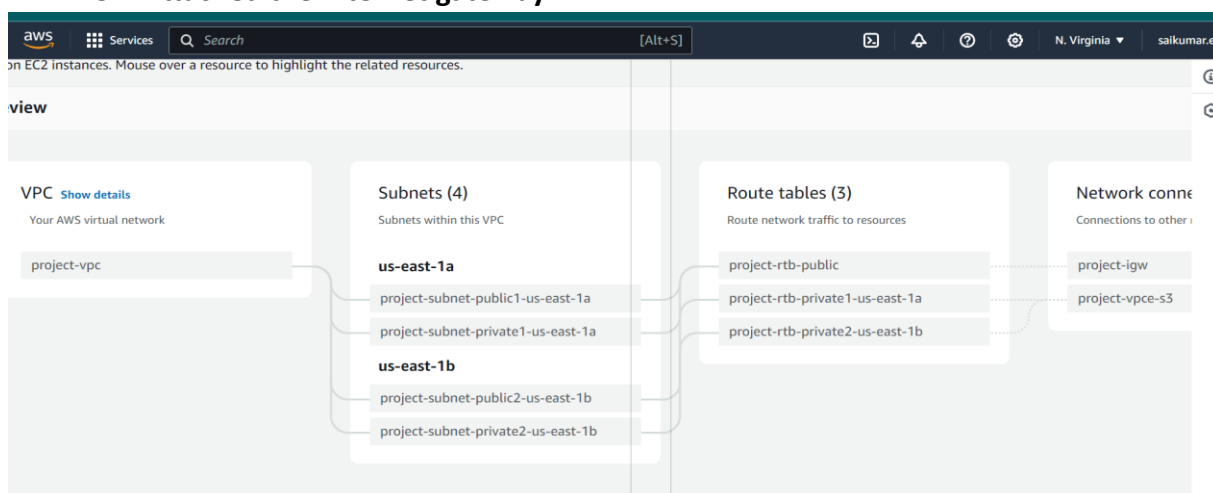 aws Services Search [Alt+S] N. Virginia ▼ saikumar.e
on EC2 instances. Mouse over a resource to highlight the related resources.
view
VPC Show details
Your AWS virtual network
project-vpc
Subnets (4)
Subnets within this VPC
us-east-1a
project-subnet-public1-us-east-1a
project-subnet-private1-us-east-1a
us-east-1b
project-subnet-public2-us-east-1b
project-subnet-private2-us-east-1b
Route tables (3)
Route network traffic to resources
project-rtb-public
project-rtb-private1-us-east-1a
project-rtb-private2-us-east-1b
Network conne
Connections to other
project-igw
project-vpce-s3